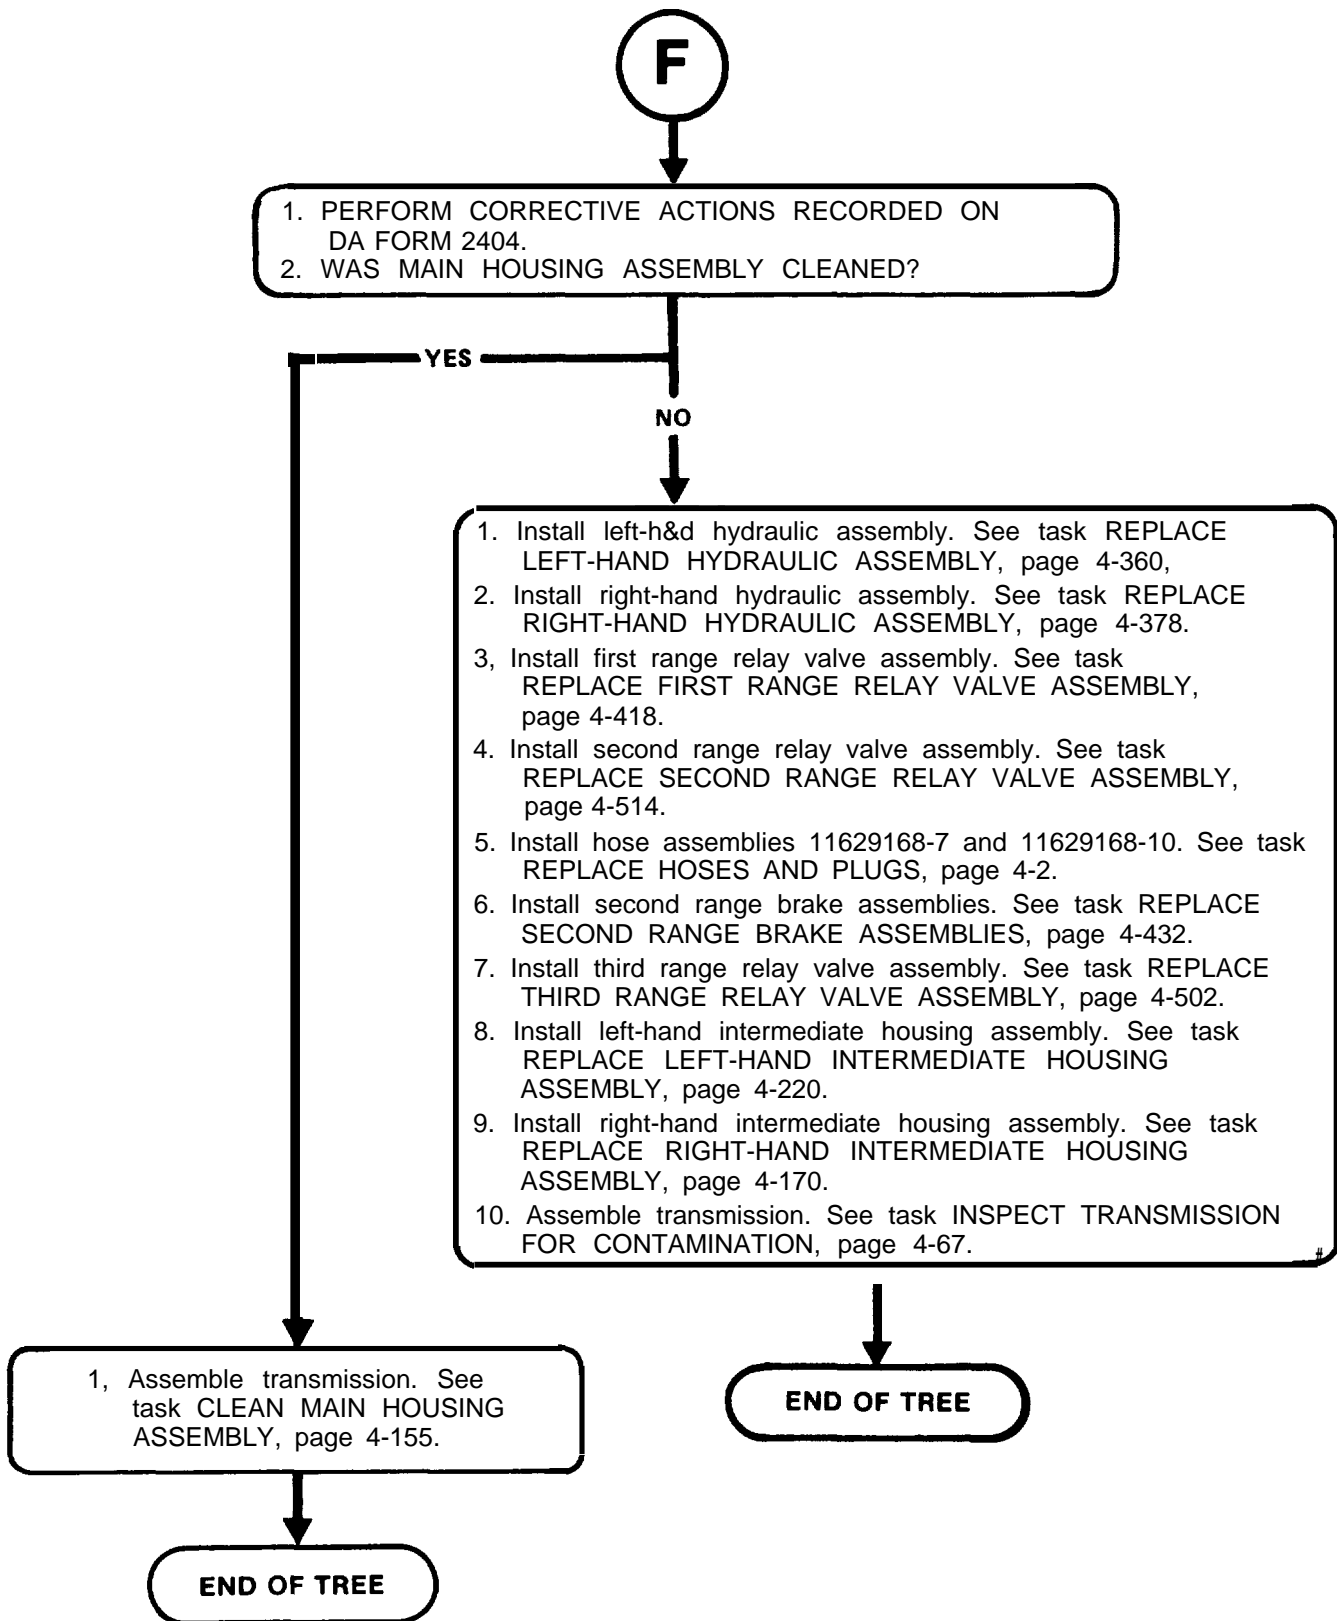 F
1. PERFORM CORRECTIVE ACTIONS RECORDED ON
DA FORM 2404.
2. WAS MAIN HOUSING ASSEMBLY CLEANED?
YES
NO
1. Install left-h&d hydraulic assembly. See task REPLACE
LEFT-HAND HYDRAULIC ASSEMBLY, page 4-360,
2. Install right-hand hydraulic assembly. See task REPLACE
RIGHT-HAND HYDRAULIC ASSEMBLY, page 4-378.
3, Install first range relay valve assembly. See task
REPLACE FIRST RANGE RELAY VALVE ASSEMBLY,
page 4-418.
4. Install second range relay valve assembly. See task
REPLACE SECOND RANGE RELAY VALVE ASSEMBLY,
page 4-514.
5. Install hose assemblies 11629168-7 and 11629168-10. See task
REPLACE HOSES AND PLUGS, page 4-2.
6. Install second range brake assemblies. See task REPLACE
SECOND RANGE BRAKE ASSEMBLIES, page 4-432.
7. Install third range relay valve assembly. See task REPLACE
THIRD RANGE RELAY VALVE ASSEMBLY, page 4-502.
8. Install left-hand intermediate housing assembly. See task
REPLACE LEFT-HAND INTERMEDIATE HOUSING
ASSEMBLY, page 4-220.
9. Install right-hand intermediate housing assembly. See task
REPLACE RIGHT-HAND INTERMEDIATE HOUSING
ASSEMBLY, page 4-170.
10. Assemble transmission. See task INSPECT TRANSMISSION
FOR CONTAMINATION, page 4-67.
#
1, Assemble transmission. See
task CLEAN MAIN HOUSING
ASSEMBLY, page 4-155.
END OF TREE
END OF TREE